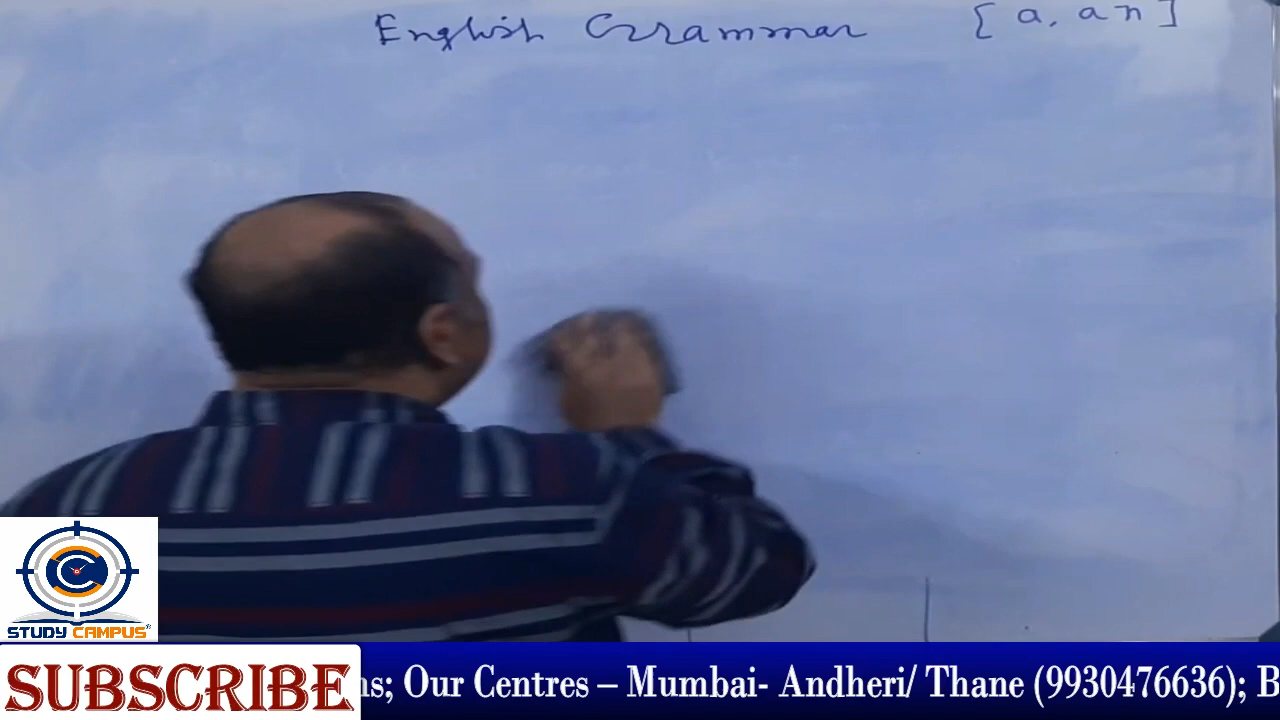 English Grammar [a, an]
STUDY CAMPUS®
SUBSCRIBE
ns; Our Centres – Mumbai- Andheri/ Thane (9930476636); B